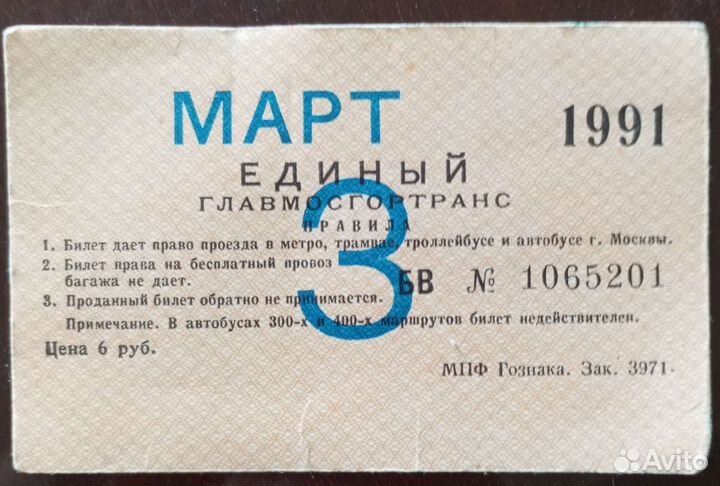 МАРТ 1991
ЕДИНЫЙ
ГЛАВМОСГОРТРАНС
3
ПРАВИЛА
1. Билет дает право проезда в метро, трамвае, троллейбусе и автобусе г. Москвы.
2. Билет права на бесплатный провоз
багажа не дает.
БВ № 1065201
3. Проданный билет обратно не принимается.
Примечание. В автобусах 300-х и 400-х маршрутов билет недействителен.
Цена 6 руб.
МПФ Гознака. Зак. 3971.
Avito